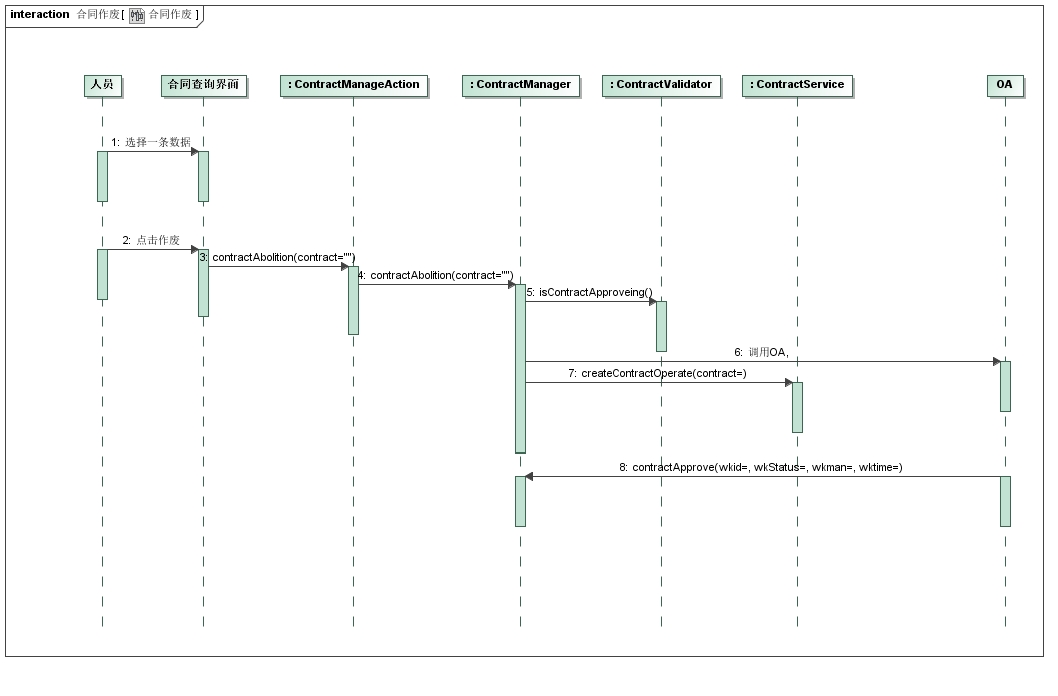 interaction 合同作废[ 合同作废 ]
人员 合同查询界面 : ContractManageAction : ContractManager : ContractValidator : ContractService OA
1: 选择一条数据
2: 点击作废
3: contractAbolition(contract="")
4: contractAbolition(contract="")
5: isContractApproveing()
6: 调用OA,
7: createContractOperate(contract=)
8: contractApprove(wkid=, wkStatus=, wkman=, wktime=)